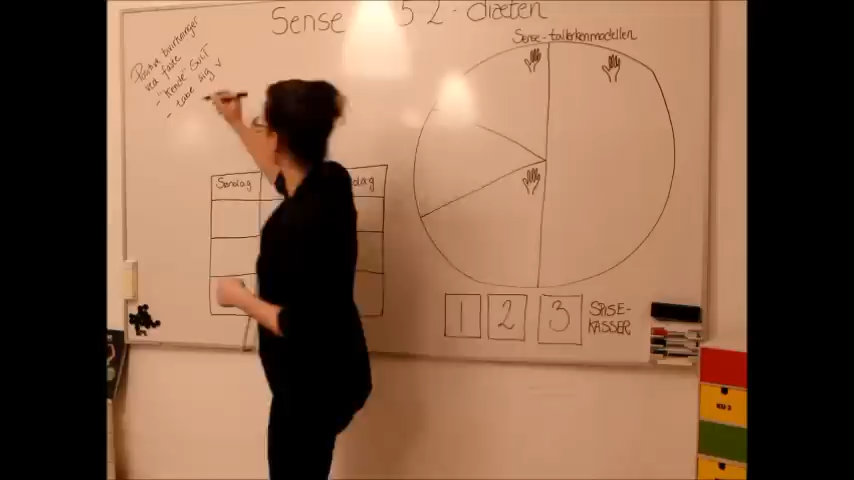 Sense 5 2 - diæten
Positive bivirkninger
ved faste
- "Kende" SULT
- tabe sig v
Sense-tallerkenmodellen
Søndag dag
1 2 3 SPISE-
KASSER